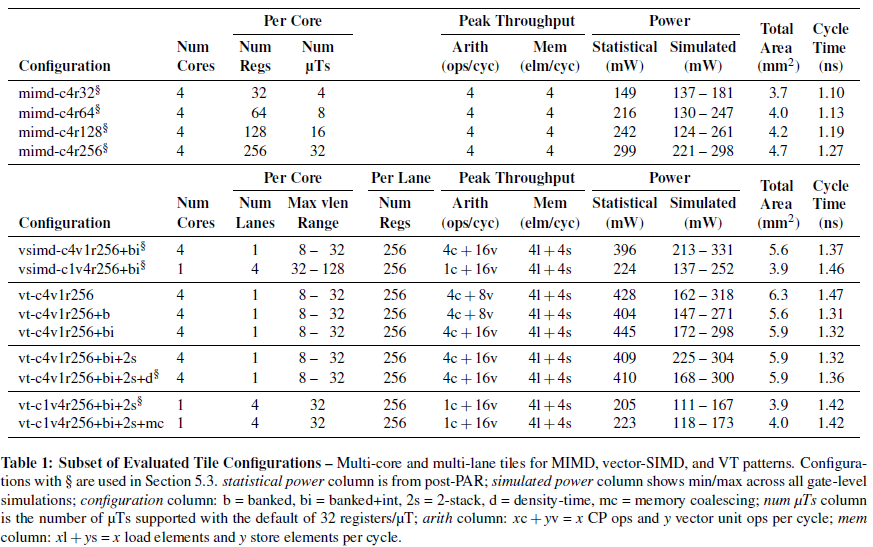 Per Core Peak Throughput Power Total Cycle
Num Num Num Arith Mem Statistical Simulated Area Time
Configuration Cores Regs μTs (ops/cyc) (elm/cyc) (mW) (mW) (mm²) (ns)
mimd-c4r32§ 4 32 4 4 4 149 137 – 181 3.7 1.10
mimd-c4r64§ 4 64 8 4 4 216 130 – 247 4.0 1.13
mimd-c4r128§ 4 128 16 4 4 242 124 – 261 4.2 1.19
mimd-c4r256§ 4 256 32 4 4 299 221 – 298 4.7 1.27
Per Core Per Lane Peak Throughput Power Total Cycle
Num Num Max vlen Num Arith Mem Statistical Simulated Area Time
Configuration Cores Lanes Range Regs (ops/cyc) (elm/cyc) (mW) (mW) (mm²) (ns)
vsimd-c4v1r256+bi§ 4 1 8 – 32 256 4c + 16v 4l + 4s 396 213 – 331 5.6 1.37
vsimd-c1v4r256+bi§ 1 4 32 – 128 256 1c + 16v 4l + 4s 224 137 – 252 3.9 1.46
vt-c4v1r256 4 1 8 – 32 256 4c + 8v 4l + 4s 428 162 – 318 6.3 1.47
vt-c4v1r256+b 4 1 8 – 32 256 4c + 8v 4l + 4s 404 147 – 271 5.6 1.31
vt-c4v1r256+bi 4 1 8 – 32 256 4c + 16v 4l + 4s 445 172 – 298 5.9 1.32
vt-c4v1r256+bi+2s 4 1 8 – 32 256 4c + 16v 4l + 4s 409 225 – 304 5.9 1.32
vt-c4v1r256+bi+2s+d§ 4 1 8 – 32 256 4c + 16v 4l + 4s 410 168 – 300 5.9 1.36
vt-c1v4r256+bi+2s§ 1 4 32 256 1c + 16v 4l + 4s 205 111 – 167 3.9 1.42
vt-c1v4r256+bi+2s+mc 1 4 32 256 1c + 16v 4l + 4s 223 118 – 173 4.0 1.42
Table 1: Subset of Evaluated Tile Configurations – Multi-core and multi-lane tiles for MIMD, vector-SIMD, and VT patterns. Configura-
tions with § are used in Section 5.3. statistical power column is from post-PAR; simulated power column shows min/max across all gate-level
simulations; configuration column: b = banked, bi = banked+int, 2s = 2-stack, d = density-time, mc = memory coalescing; num μTs column
is the number of μTs supported with the default of 32 registers/μT; arith column: xc + yv = x CP ops and y vector unit ops per cycle; mem
column: xl + ys = x load elements and y store elements per cycle.